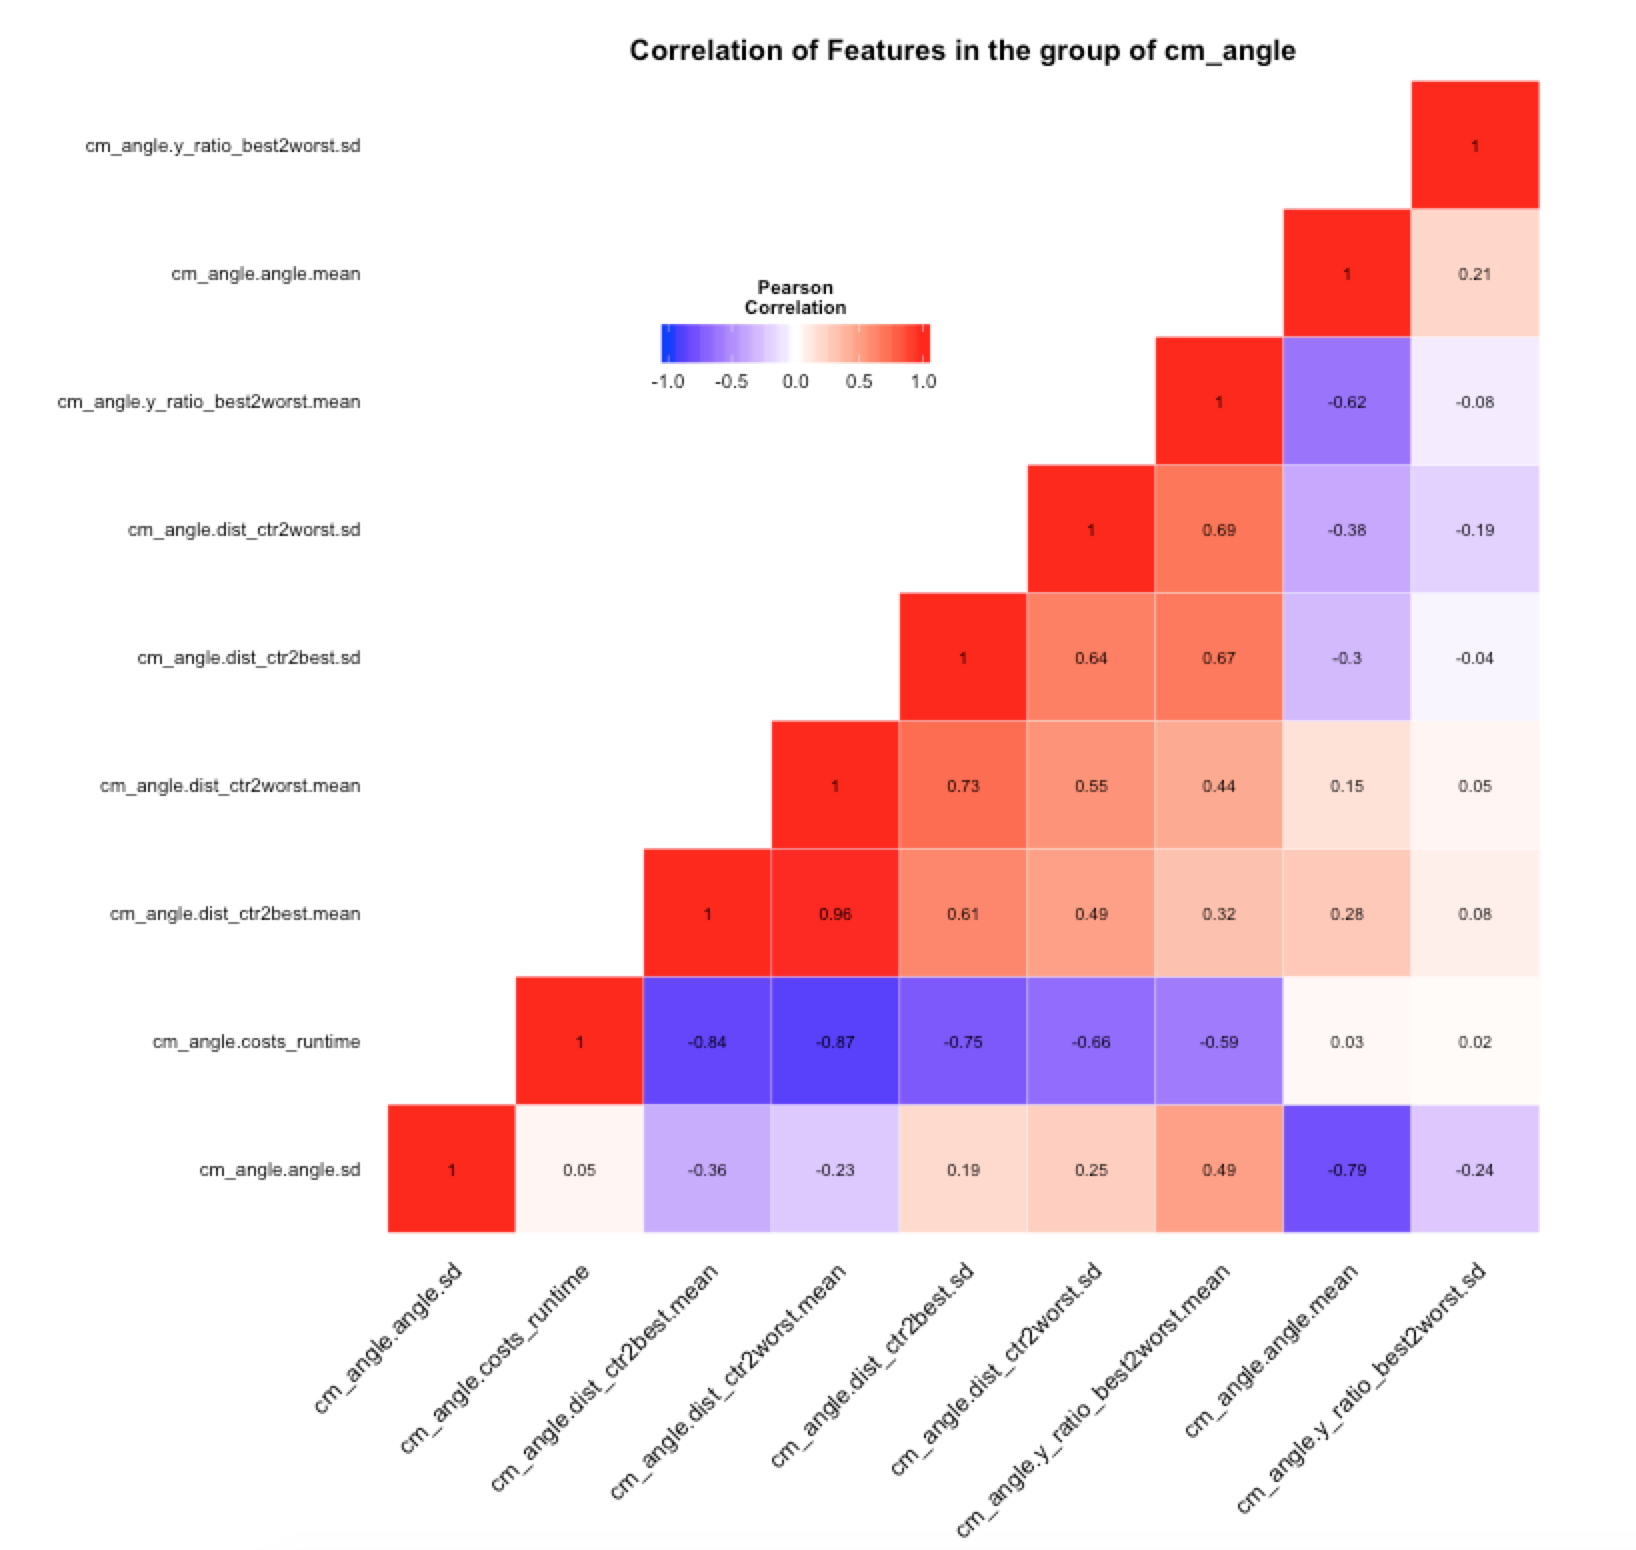 Correlation of Features in the group of cm_angle
cm_angle.y_ratio_best2worst.sd 1
cm_angle.angle.mean 1 0.21
Pearson
Correlation
-1.0 -0.5 0.0 0.5 1.0
cm_angle.y_ratio_best2worst.mean 1 -0.62 -0.08
cm_angle.dist_ctr2worst.sd 1 0.69 -0.38 -0.19
cm_angle.dist_ctr2best.sd 1 0.64 0.67 -0.3 -0.04
cm_angle.dist_ctr2worst.mean 1 0.73 0.55 0.44 0.15 0.05
cm_angle.dist_ctr2best.mean 1 0.96 0.61 0.49 0.32 0.28 0.08
cm_angle.costs_runtime 1 -0.84 -0.87 -0.75 -0.66 -0.59 0.03 0.02
cm_angle.angle.sd 1 0.05 -0.36 -0.23 0.19 0.25 0.49 -0.79 -0.24
cm_angle.angle.sd
cm_angle.costs_runtime
cm_angle.dist_ctr2best.mean
cm_angle.dist_ctr2worst.mean
cm_angle.dist_ctr2best.sd
cm_angle.dist_ctr2worst.sd
cm_angle.y_ratio_best2worst.mean
cm_angle.angle.mean
cm_angle.y_ratio_best2worst.sd